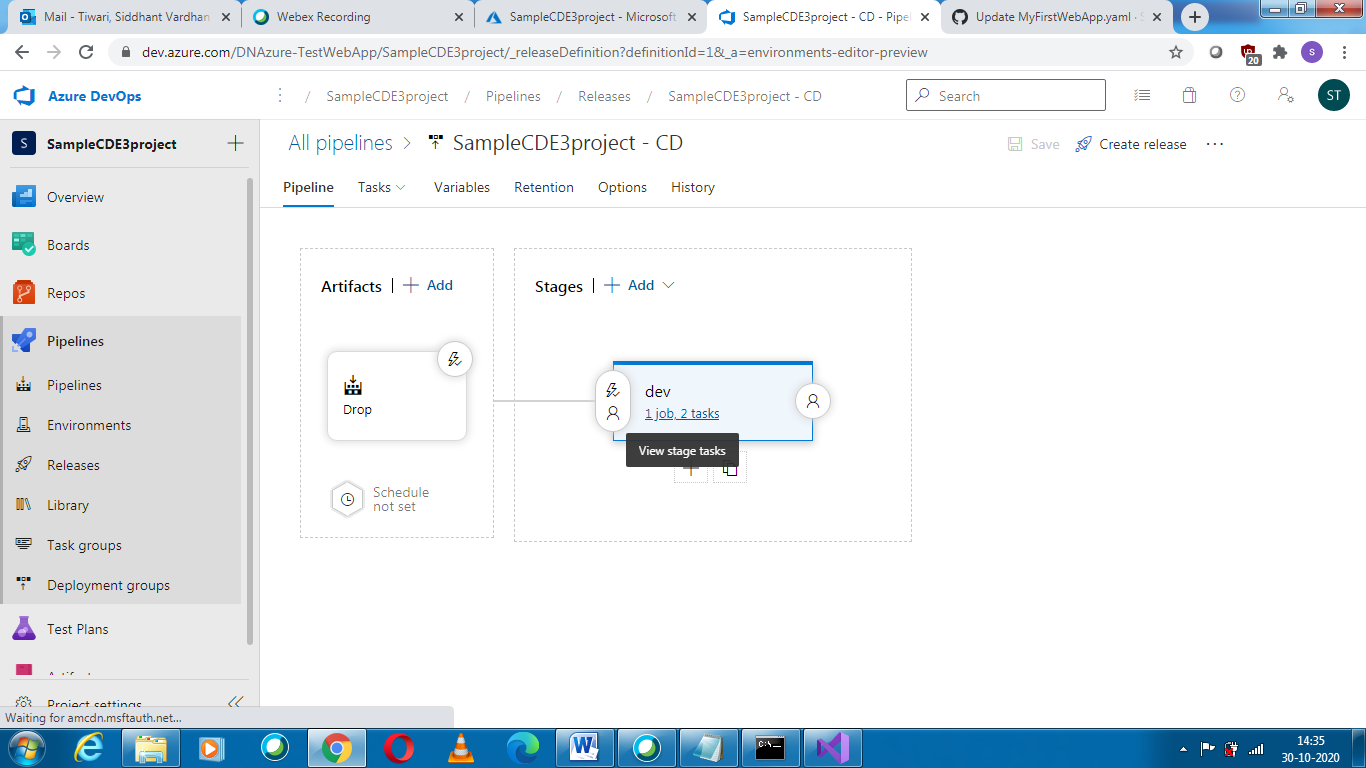 Mail - Tiwari, Siddhant Vardhan
Webex Recording
SampleCDE3project - Microsoft
SampleCDE3project - CD - Pipel
Update MyFirstWebApp.yaml · S
dev.azure.com/DNAzure-TestWebApp/SampleCDE3project/_releaseDefinition?definitionId=1&_a=environments-editor-preview
20
S
Azure DevOps
/ SampleCDE3project / Pipelines / Releases / SampleCDE3project - CD
Search
ST
S
SampleCDE3project
All pipelines > SampleCDE3project - CD
Save
Create release
Pipeline
Tasks
Variables
Retention
Options
History
Overview
Boards
Repos
Pipelines
Pipelines
Environments
Releases
Library
Task groups
Deployment groups
Test Plans
Project settings
Artifacts | + Add
Drop
Schedule
not set
Stages | + Add
dev
1 job, 2 tasks
View stage tasks
Waiting for amcdn.msftauth.net...
14:35
30-10-2020